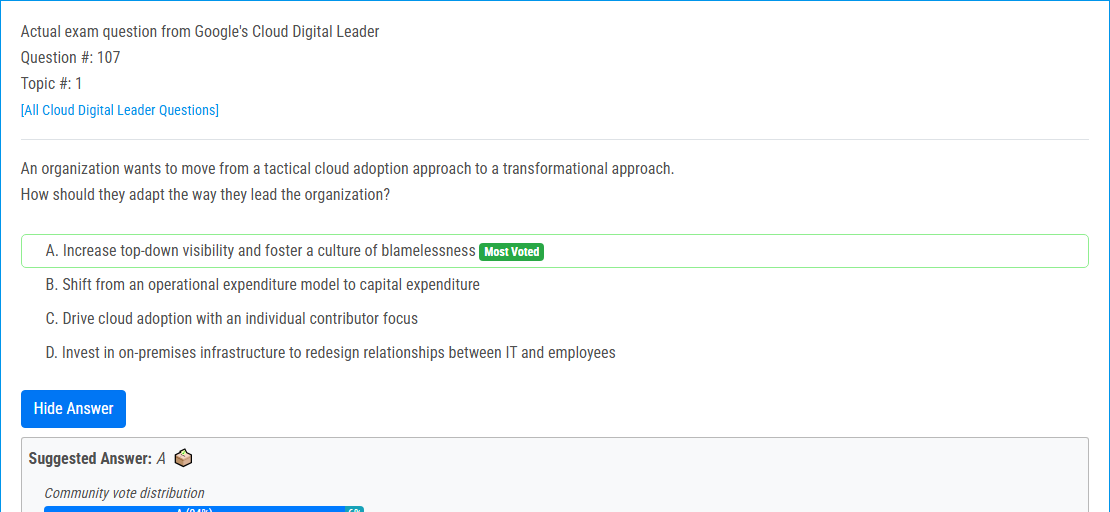 Actual exam question from Google's Cloud Digital Leader
Question #: 107
Topic #: 1
[All Cloud Digital Leader Questions]
An organization wants to move from a tactical cloud adoption approach to a transformational approach.
How should they adapt the way they lead the organization?
A. Increase top-down visibility and foster a culture of blamelessness Most Voted
B. Shift from an operational expenditure model to capital expenditure
C. Drive cloud adoption with an individual contributor focus
D. Invest in on-premises infrastructure to redesign relationships between IT and employees
Hide Answer
Suggested Answer: A
Community vote distribution